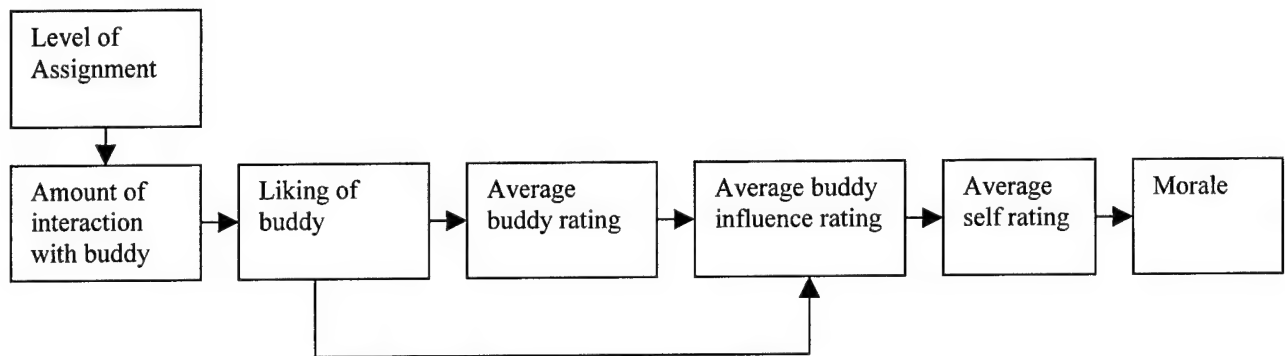 Level of
Assignment
Amount of
interaction
with buddy
Liking of
buddy
Average
buddy rating
Average buddy
influence rating
Average
self rating
Morale